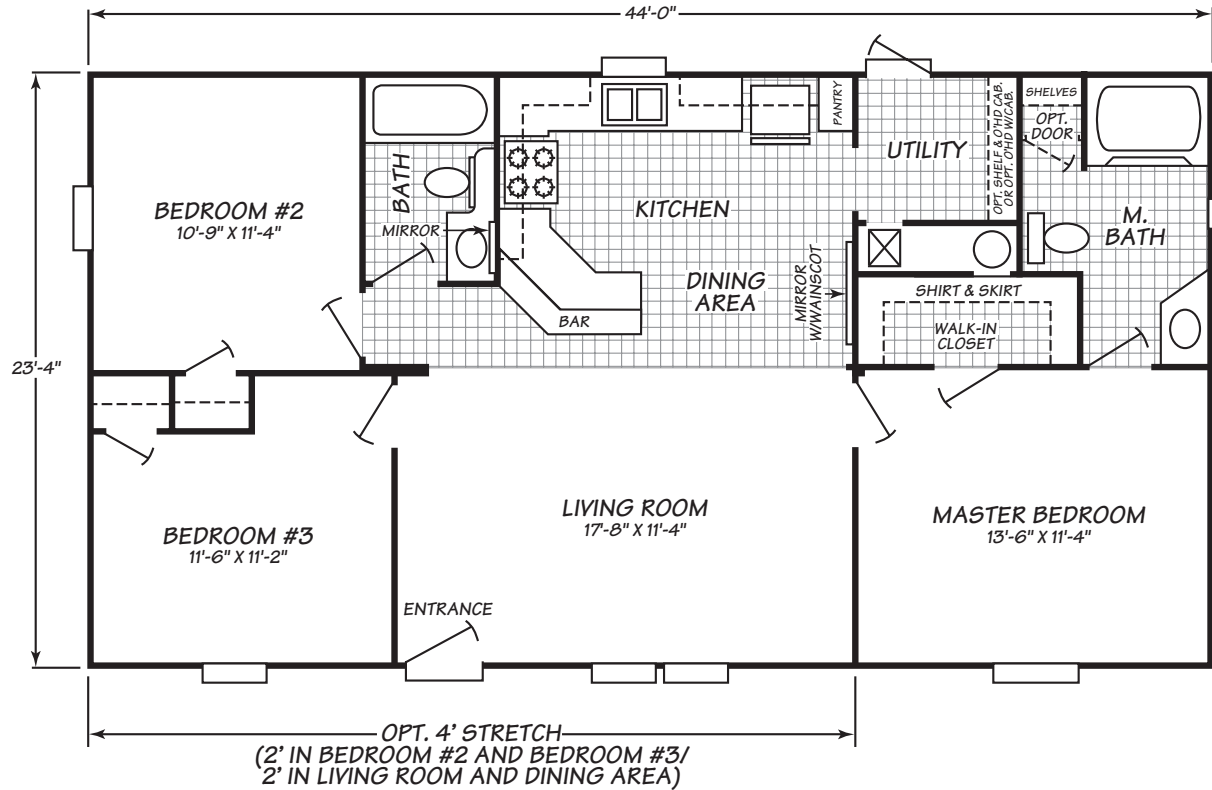 44'-0"
BEDROOM #2
10'-9" X 11'-4"
BATH
MIRROR
KITCHEN
PANTRY
UTILITY
OPT. SHELF & O'HD CAB.
OR OPT. O'HD W/CAB.
SHELVES
OPT.
DOOR
M.
BATH
DINING
AREA
BAR
MIRROR
W/WAINSCOT
SHIRT & SKIRT
WALK-IN
CLOSET
23'-4"
BEDROOM #3
11'-6" X 11'-2"
LIVING ROOM
17'-8" X 11'-4"
MASTER BEDROOM
13'-6" X 11'-4"
ENTRANCE
OPT. 4' STRETCH
(2' IN BEDROOM #2 AND BEDROOM #3/
2' IN LIVING ROOM AND DINING AREA)